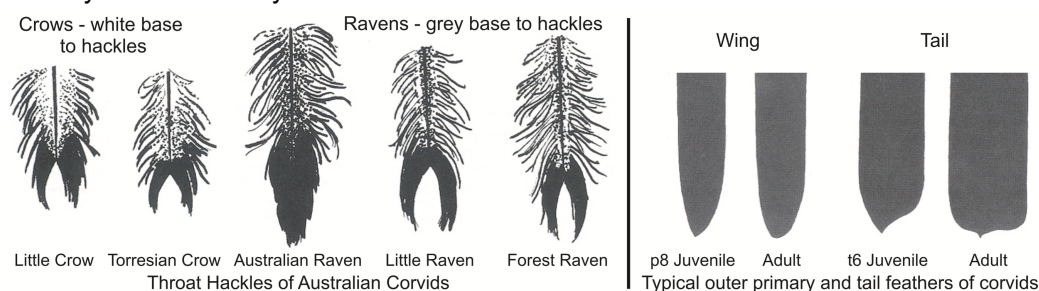 Crows - white base
to hackles
Ravens - grey base to hackles
Little Crow
Torresian Crow
Australian Raven
Little Raven
Forest Raven
Throat Hackles of Australian Corvids
Wing
Tail
p8 Juvenile
Adult
t6 Juvenile
Adult
Typical outer primary and tail feathers of corvids